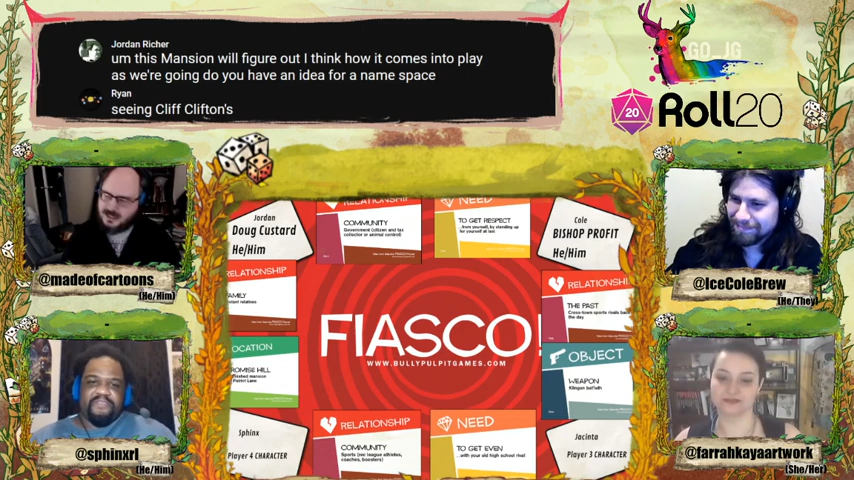 Jordan Richer
um this Mansion will figure out I think how it comes into play
as we're going do you have an idea for a name space
Ryan
seeing Cliff Clifton's
GO_JG
20
Roll20
@madeofcartoons
(He/Him)
@IceColeBrew
(He/They)
@sphinxrl
(He/Him)
@farrahkayaartwork
(She/Her)
Jordan
Doug Custard
He/Him
RELATIONSHIP
COMMUNITY
Government (citizen and tax
collector or animal control)
NEED
TO GET RESPECT
...from yourself, by standing up
for yourself at last
Cole
BISHOP PROFIT
He/Him
RELATIONSHIP
FAMILY
RELATIONSHI
THE PAST
Cross-town sports rivals back
the day
FIASCO!
WWW.BULLYPULPITGAMES.COM
OCATION
ROMISE HILL
OBJECT
WEAPON
Klingon bat'leth
Sphinx
Player 4 CHARACTER
RELATIONSHIP
COMMUNITY
Sports (rec league athletes,
coaches, boosters)
NEED
TO GET EVEN
...with your old high school rival
Jacinta
Player 3 CHARACTER